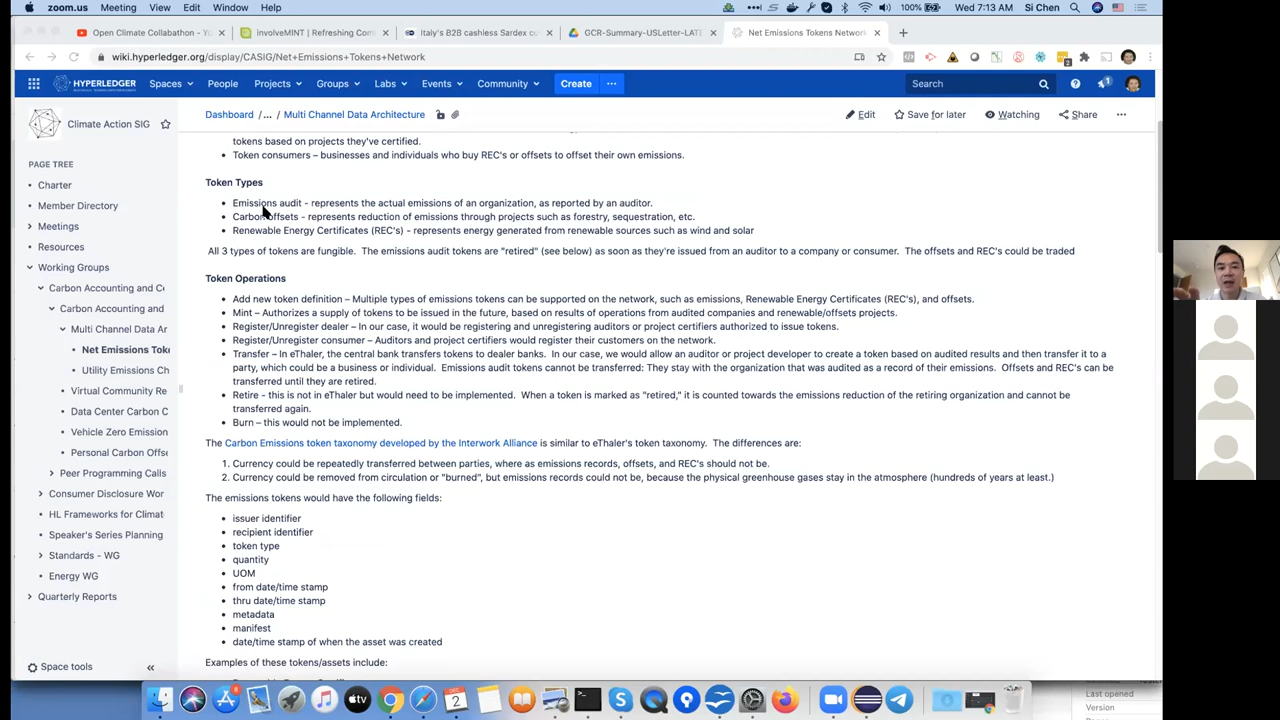 zoom.us Meeting View Edit Window Help
100% Wed 7:13 AM Si Chen
Open Climate Collabathon - Yo
involveMINT | Refreshing Com
Italy's B2B cashless Sardex cu
GCR-Summary-USLetter-LATE
Net Emissions Tokens Network
wiki.hyperledger.org/display/CASIG/Net+Emissions+Tokens+Network
2
HYPERLEDGER Spaces People Projects Groups Labs Events Community Create ... Search 1
Climate Action SIG
Dashboard /... / Multi Channel Data Architecture
Edit Save for later Watching Share ...
PAGE TREE
Charter
Member Directory
Meetings
Resources
Working Groups
Carbon Accounting and Ce
Carbon Accounting and
Multi Channel Data Ar
Net Emissions Toke
Utility Emissions Ch
Virtual Community Re
Data Center Carbon C
Vehicle Zero Emission
Personal Carbon Offse
Peer Programming Calls
Consumer Disclosure Wor
HL Frameworks for Climat
Speaker's Series Planning
Standards - WG
Energy WG
Quarterly Reports
Space tools
tokens based on projects they've certified.
Token consumers – businesses and individuals who buy REC's or offsets to offset their own emissions.
Token Types
Emissions audit - represents the actual emissions of an organization, as reported by an auditor.
Carbon offsets - represents reduction of emissions through projects such as forestry, sequestration, etc.
Renewable Energy Certificates (REC's) - represents energy generated from renewable sources such as wind and solar
All 3 types of tokens are fungible. The emissions audit tokens are "retired" (see below) as soon as they're issued from an auditor to a company or consumer. The offsets and REC's could be traded
Token Operations
Add new token definition – Multiple types of emissions tokens can be supported on the network, such as emissions, Renewable Energy Certificates (REC's), and offsets.
Mint – Authorizes a supply of tokens to be issued in the future, based on results of operations from audited companies and renewable/offsets projects.
Register/Unregister dealer – In our case, it would be registering and unregistering auditors or project certifiers authorized to issue tokens.
Register/Unregister consumer – Auditors and project certifiers would register their customers on the network.
Transfer – In eThaler, the central bank transfers tokens to dealer banks. In our case, we would allow an auditor or project developer to create a token based on audited results and then transfer it to a
party, which could be a business or individual. Emissions audit tokens cannot be transferred: They stay with the organization that was audited as a record of their emissions. Offsets and REC's can be
transferred until they are retired.
Retire - this is not in eThaler but would need to be implemented. When a token is marked as "retired," it is counted towards the emissions reduction of the retiring organization and cannot be
transferred again.
Burn – this would not be implemented.
The Carbon Emissions token taxonomy developed by the Interwork Alliance is similar to eThaler's token taxonomy. The differences are:
1. Currency could be repeatedly transferred between parties, where as emissions records, offsets, and REC's should not be.
2. Currency could be removed from circulation or "burned", but emissions records could not be, because the physical greenhouse gases stay in the atmosphere (hundreds of years at least.)
The emissions tokens would have the following fields:
issuer identifier
recipient identifier
token type
quantity
UOM
from date/time stamp
thru date/time stamp
metadata
manifest
date/time stamp of when the asset was created
Examples of these tokens/assets include:
Last opened
Version